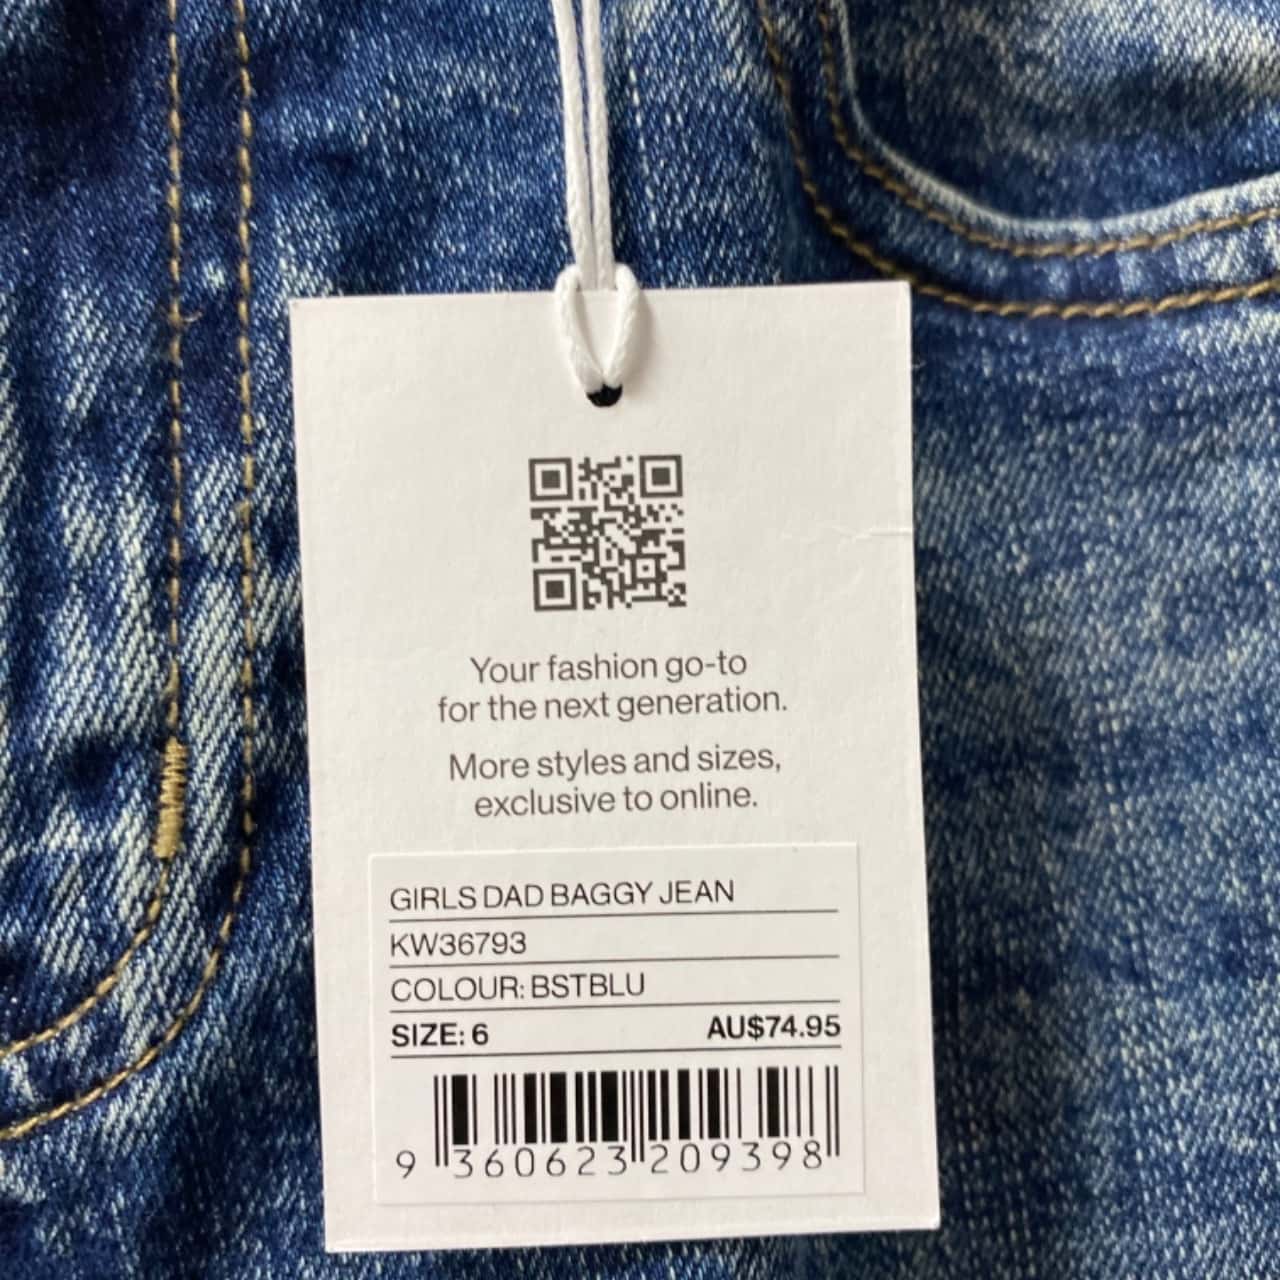 Your fashion go-to
for the next generation.
More styles and sizes,
exclusive to online.
GIRLS DAD BAGGY JEAN
KW36793
COLOUR: BSTBLU
SIZE: 6 AU$74.95
9 360623 209398